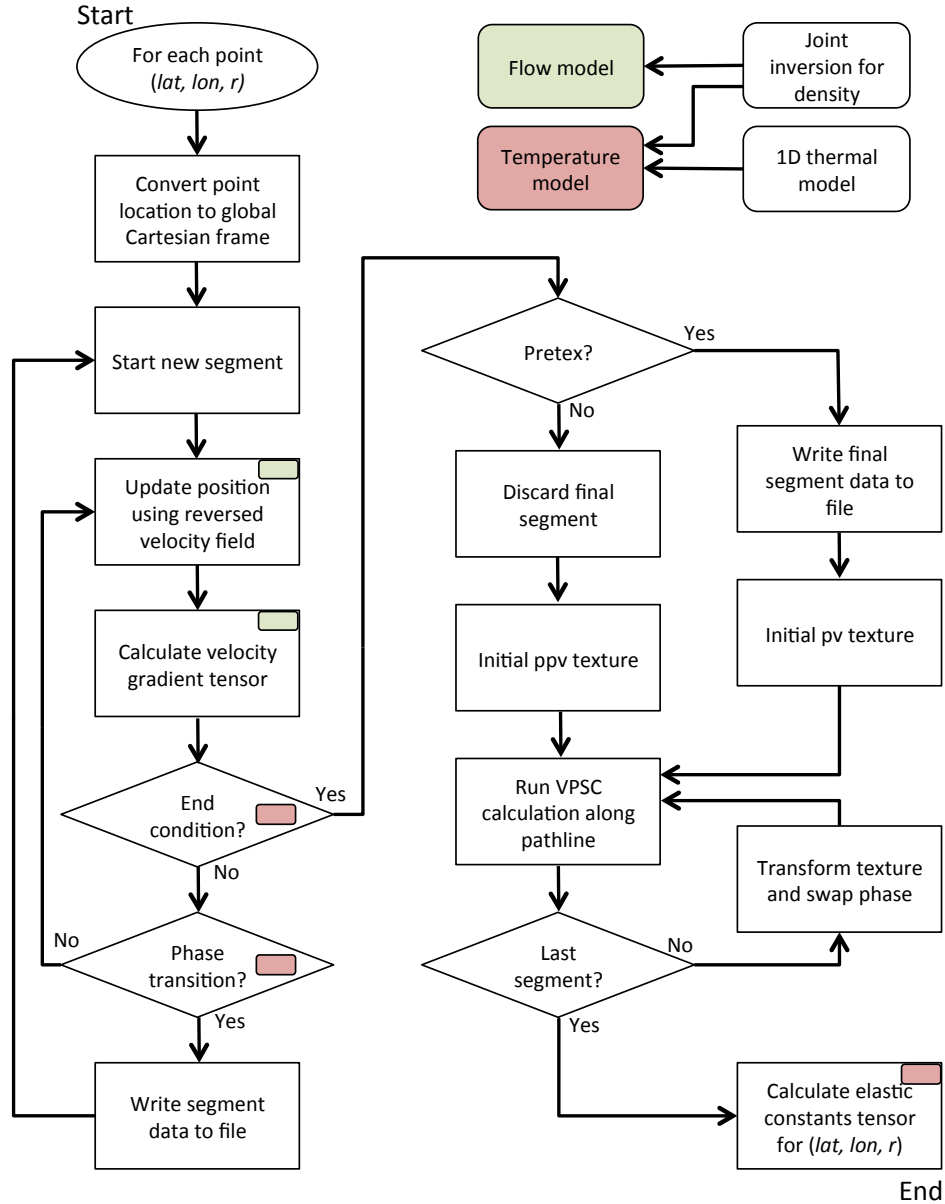 Start
For each point
(lat, lon, r)
Convert point
location to global
Cartesian frame
Start new segment
Update position
using reversed
velocity field
Calculate velocity
gradient tensor
End
condition?
Yes
No
Phase
transition?
No
Yes
Write segment
data to file
Flow model
Joint
inversion for
density
Temperature
model
1D thermal
model
Pretex?
Yes
No
Discard final
segment
Write final
segment data to
file
Initial ppv texture
Initial pv texture
Run VPSC
calculation along
pathline
Transform texture
and swap phase
Last
segment?
No
Yes
Calculate elastic
constants tensor
for (lat, lon, r)
End